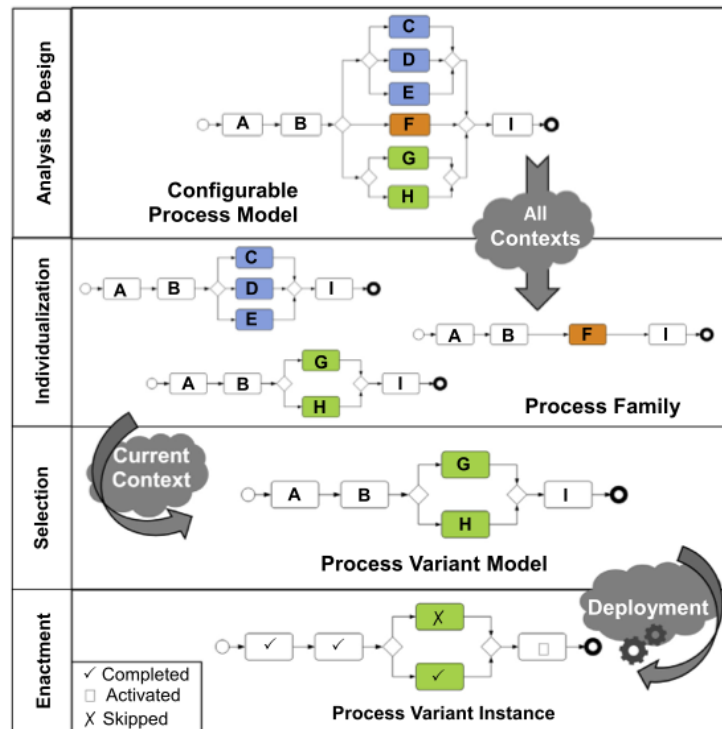 Analysis & Design
C
D
E
A B F I
G
H
Configurable
Process Model
All
Contexts
Individualization
C
A B D I
E
A B F I
G
A B I
H
Process Family
Selection
Current
Context
G
A B I
H
Process Variant Model
Deployment
Enactment
✗
✓ ✓ □
✓
✓ Completed
□ Activated
✗ Skipped
Process Variant Instance